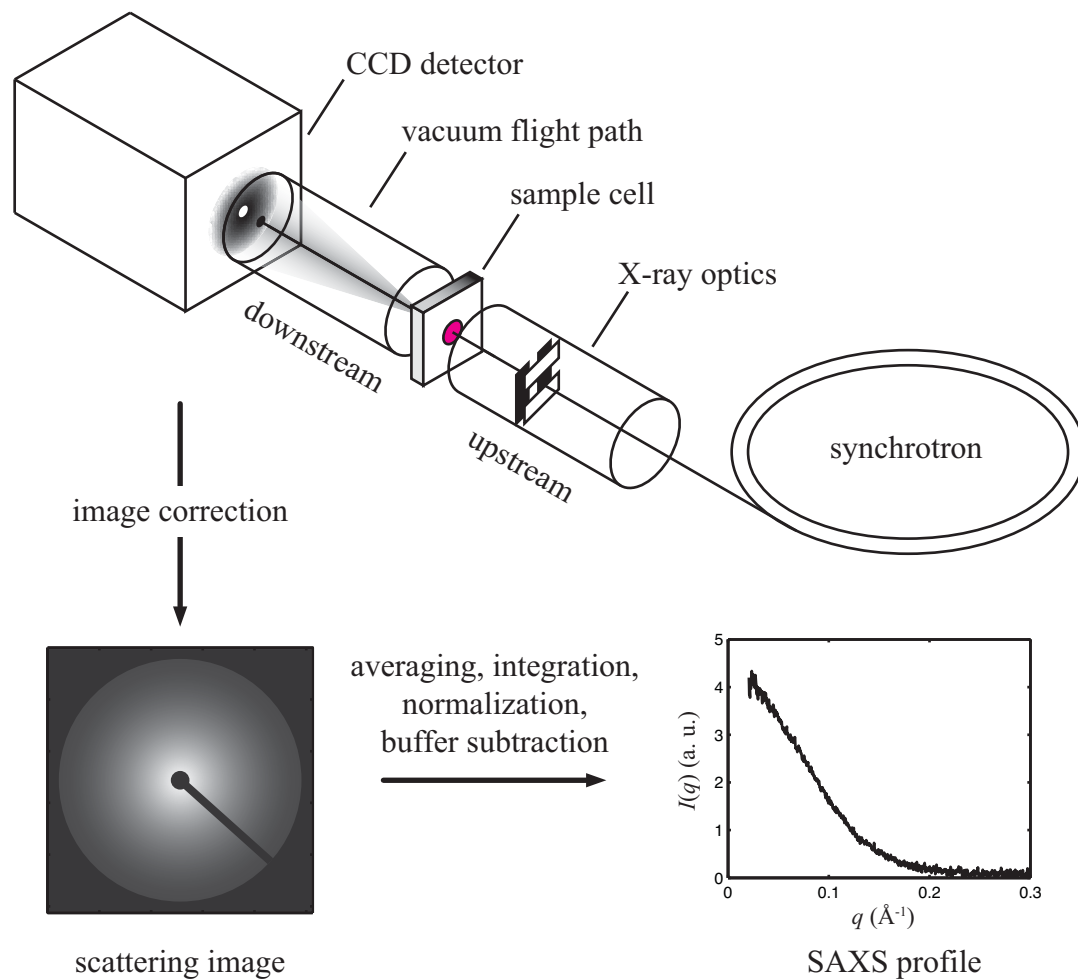 CCD detector
vacuum flight path
sample cell
X-ray optics
downstream
upstream
synchrotron
image correction
averaging, integration,
normalization,
buffer subtraction
scattering image
5
4
3
2
1
0
I(q) (a. u.)
0 0.1 0.2 0.3
q (Å⁻¹)
SAXS profile